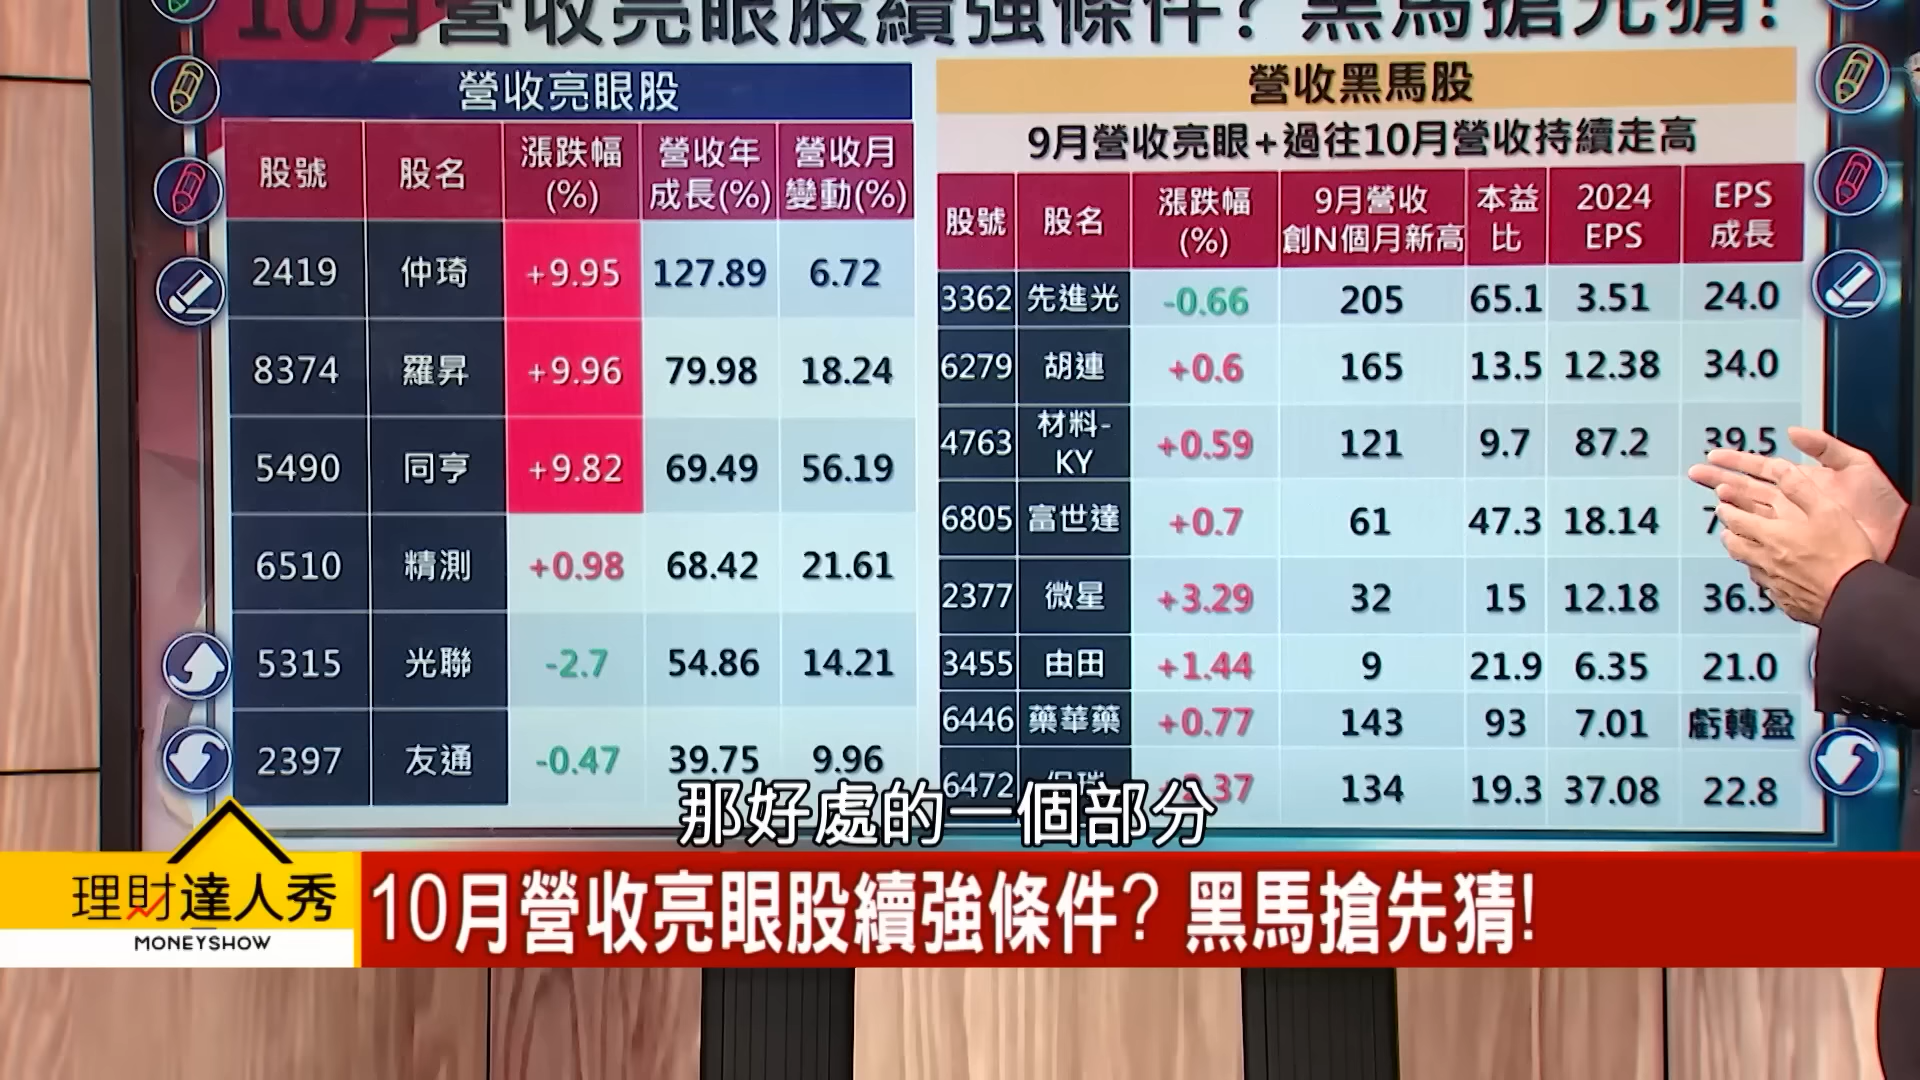 10月營收亮眼股續強條件? 黑馬搶先猜!
營收亮眼股
股號 股名 漲跌幅(%) 營收年成長(%) 營收月變動(%)
2419 仲琦 +9.95 127.89 6.72
8374 羅昇 +9.96 79.98 18.24
5490 同亨 +9.82 69.49 56.19
6510 精測 +0.98 68.42 21.61
5315 光聯 -2.7 54.86 14.21
2397 友通 -0.47 39.75 9.96
營收黑馬股
9月營收亮眼+過往10月營收持續走高
股號 股名 漲跌幅(%) 9月營收創N個月新高 本益比 2024 EPS EPS成長
3362 先進光 -0.66 205 65.1 3.51 24.0
6279 胡連 +0.6 165 13.5 12.38 34.0
4763 材料-KY +0.59 121 9.7 87.2 39.5
6805 富世達 +0.7 61 47.3 18.14
2377 微星 +3.29 32 15 12.18 36.5
3455 由田 +1.44 9 21.9 6.35 21.0
6446 藥華藥 +0.77 143 93 7.01 虧轉盈
6472 134 19.3 37.08 22.8
那好處的一個部分
理財達人秀
MONEYSHOW
10月營收亮眼股續強條件? 黑馬搶先猜!